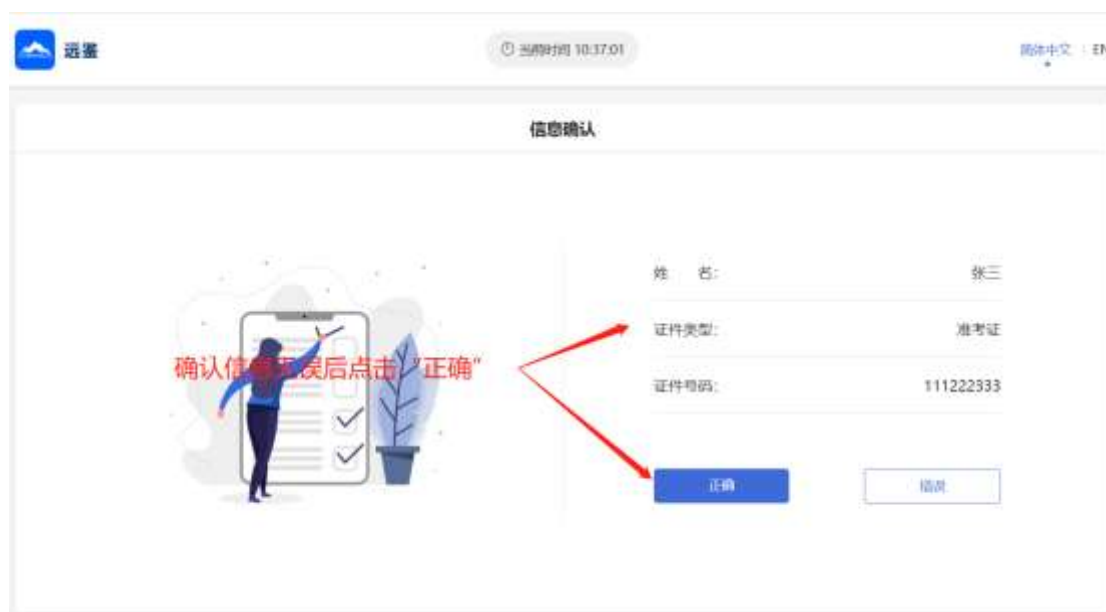 远鉴
当前时间 10:37:01
简体中文
EN
信息确认
姓 名: 张三
证件类型: 准考证
确认信息无误后点击“正确”
证件号码: 111222333
正确
错误